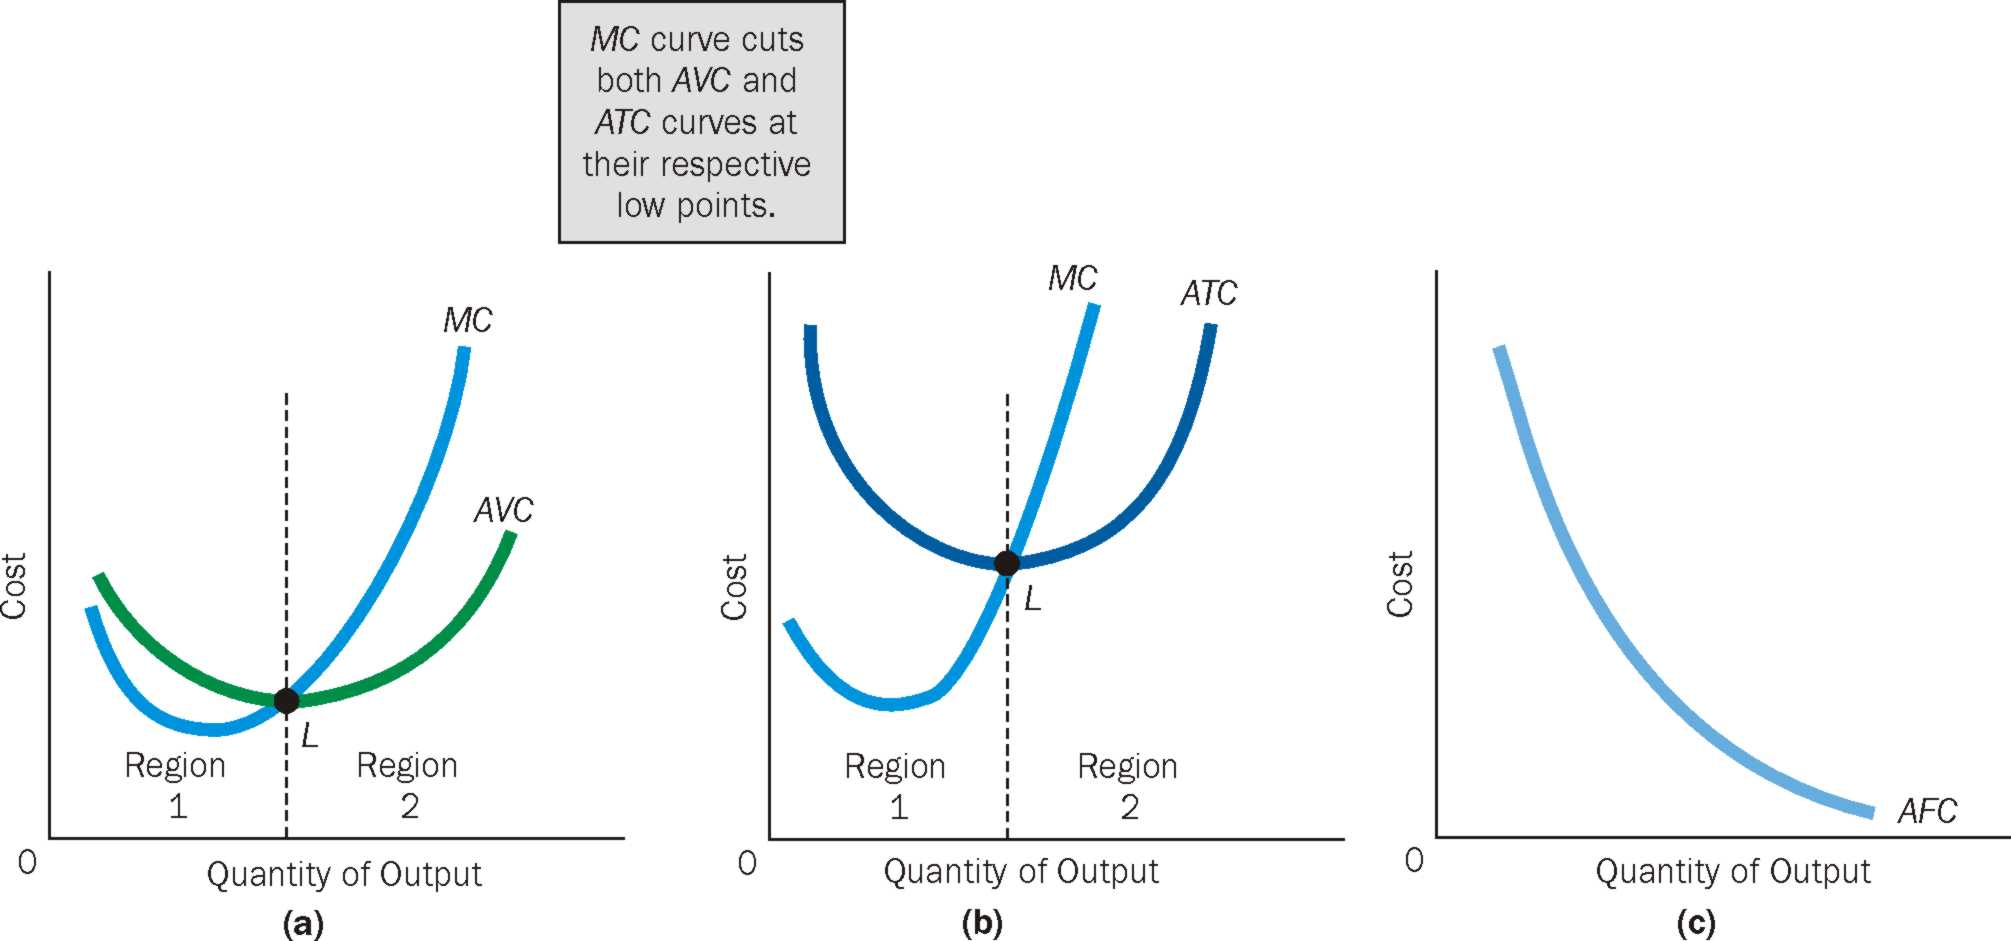 MC curve cuts
both AVC and
ATC curves at
their respective
low points.
MC
AVC
Cost
L
Region
1
Region
2
0
Quantity of Output
(a)
MC
ATC
Cost
L
Region
1
Region
2
0
Quantity of Output
(b)
Cost
AFC
0
Quantity of Output
(c)